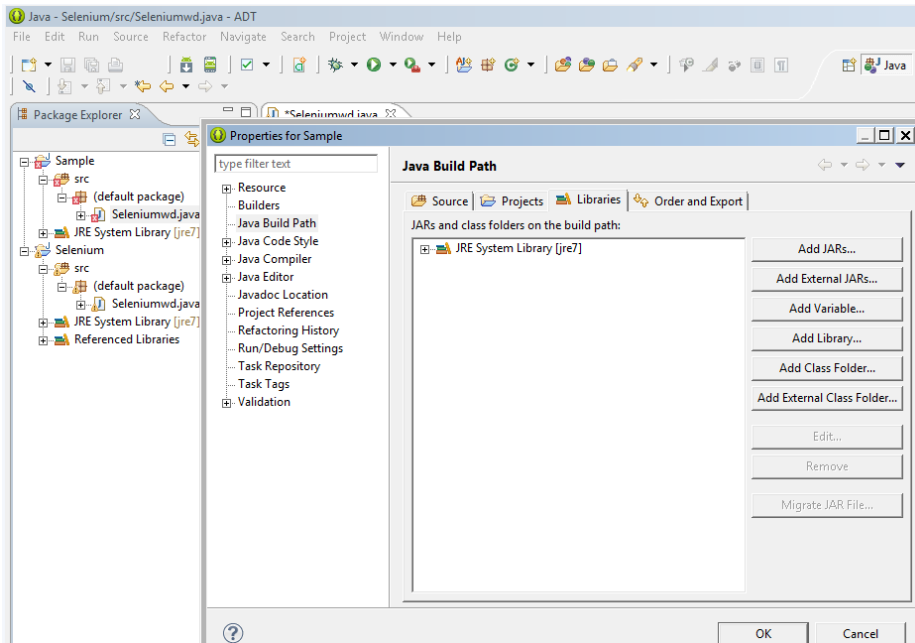 Java - Selenium/src/Seleniumwd.java - ADT
File Edit Run Source Refactor Navigate Search Project Window Help
Java
Package Explorer
*Seleniumwd.java
Sample
src
(default package)
Seleniumwd.java
JRE System Library [jre7]
Selenium
src
(default package)
Seleniumwd.java
JRE System Library [jre7]
Referenced Libraries
Properties for Sample
type filter text
Resource
Builders
Java Build Path
Java Code Style
Java Compiler
Java Editor
Javadoc Location
Project References
Refactoring History
Run/Debug Settings
Task Repository
Task Tags
Validation
Java Build Path
Source Projects Libraries Order and Export
JARs and class folders on the build path:
JRE System Library [jre7]
Add JARs...
Add External JARs...
Add Variable...
Add Library...
Add Class Folder...
Add External Class Folder...
Edit...
Remove
Migrate JAR File...
OK Cancel